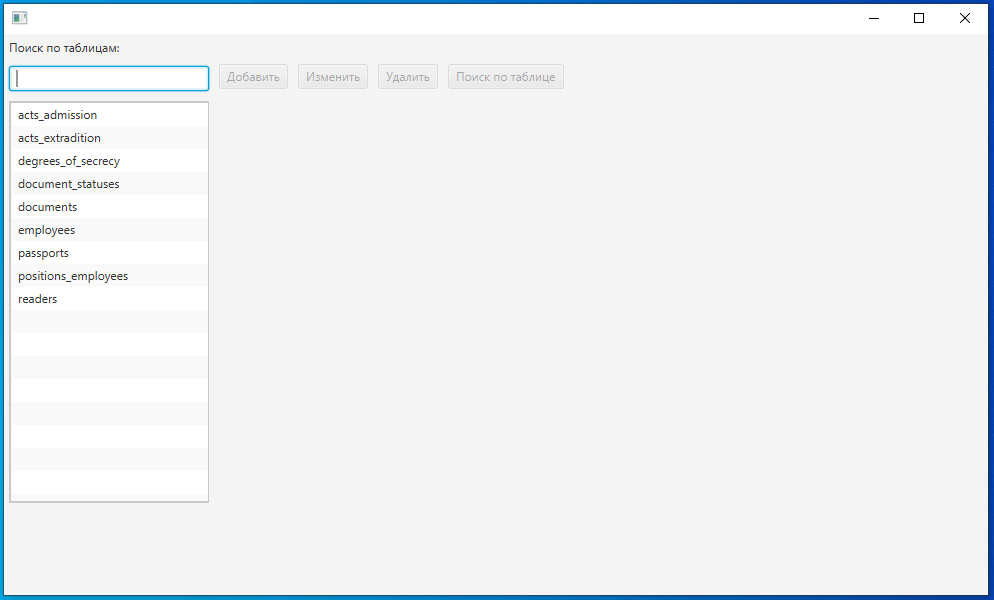 Поиск по таблицам:
Добавить Изменить Удалить Поиск по таблице
acts_admission
acts_extradition
degrees_of_secrecy
document_statuses
documents
employees
passports
positions_employees
readers